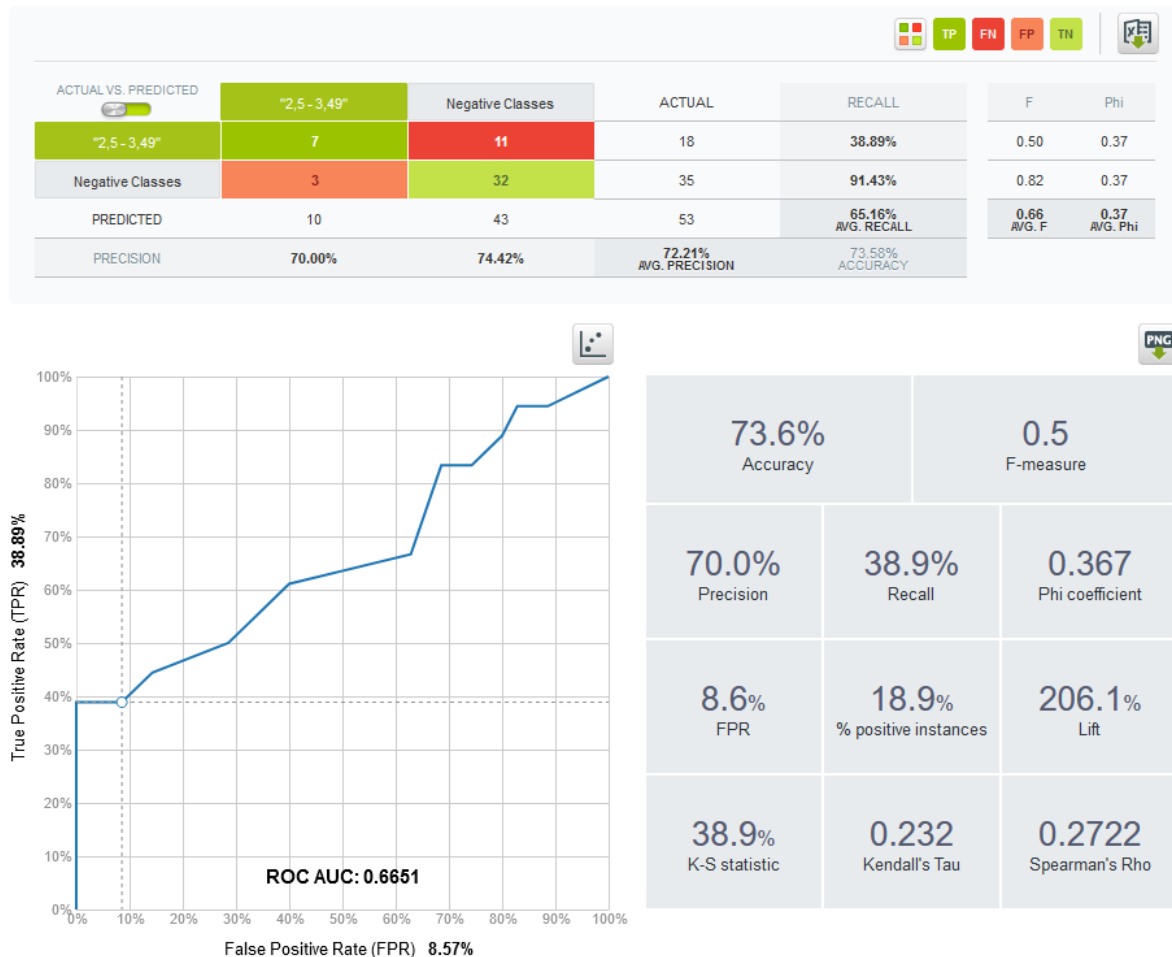 TP FN FP TN
ACTUAL VS. PREDICTED "2,5 - 3,49" Negative Classes ACTUAL RECALL F Phi
"2,5 - 3,49" 7 11 18 38.89% 0.50 0.37
Negative Classes 3 32 35 91.43% 0.82 0.37
PREDICTED 10 43 53 65.16% 0.66 0.37
AVG. RECALL AVG. F AVG. Phi
PRECISION 70.00% 74.42% 72.21% 73.58%
AVG. PRECISION ACCURACY
PNG
100%
90%
80%
70%
60%
50%
40%
30%
20%
10%
0%
True Positive Rate (TPR) 38.89%
ROC AUC: 0.6651
0% 10% 20% 30% 40% 50% 60% 70% 80% 90% 100%
False Positive Rate (FPR) 8.57%
73.6% 0.5
Accuracy F-measure
70.0% 38.9% 0.367
Precision Recall Phi coefficient
8.6% 18.9% 206.1%
FPR % positive instances Lift
38.9% 0.232 0.2722
K-S statistic Kendall's Tau Spearman's Rho